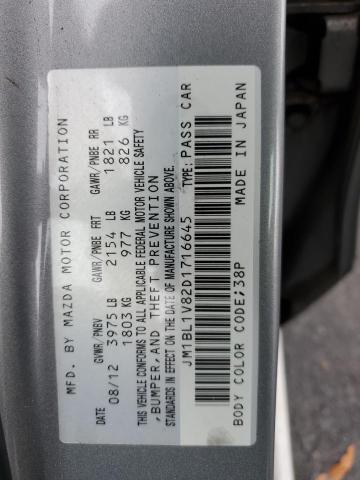 MFD. BY MAZDA MOTOR CORPORATION
GVWR/PNBV GAWR/PNBE FRT GAWR/PNBE RR
DATE 3975 LB 2154 LB 1821 LB
08/12 1803 KG 977 KG 826 KG
THIS VEHICLE CONFORMS TO ALL APPLICABLE FEDERAL MOTOR VEHICLE SAFETY
,BUMPER,AND THEFT PREVENTION
STANDARDS IN EFFECT ON THE DATE OF MANUFACTURE SHOWN ABOVE.
JM1BL1V82D1716645 TYPE:PASS CAR
BODY COLOR CODE:38P MADE IN JAPAN